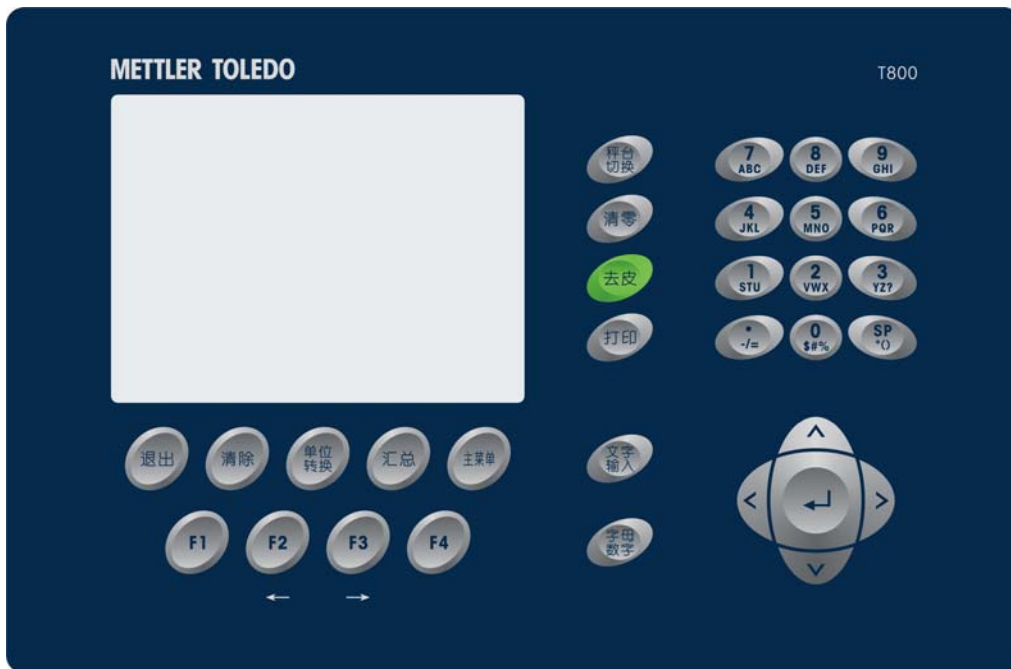 METTLER TOLEDO
T800
秤台
切换
7
ABC
8
DEF
9
GHI
清零
4
JKL
5
MNO
6
PQR
去皮
1
STU
2
VWX
3
YZ?
打印
•
-/=
0
$#%
SP
*()
退出
清除
单位
转换
汇总
主菜单
文字
输入
F1
F2
F3
F4
字母
数字